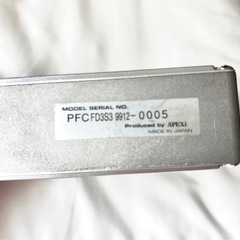 MODEL SERIAL NO.
PFC FD3S3 9912-0005
Produced by APEXi
MADE IN JAPAN